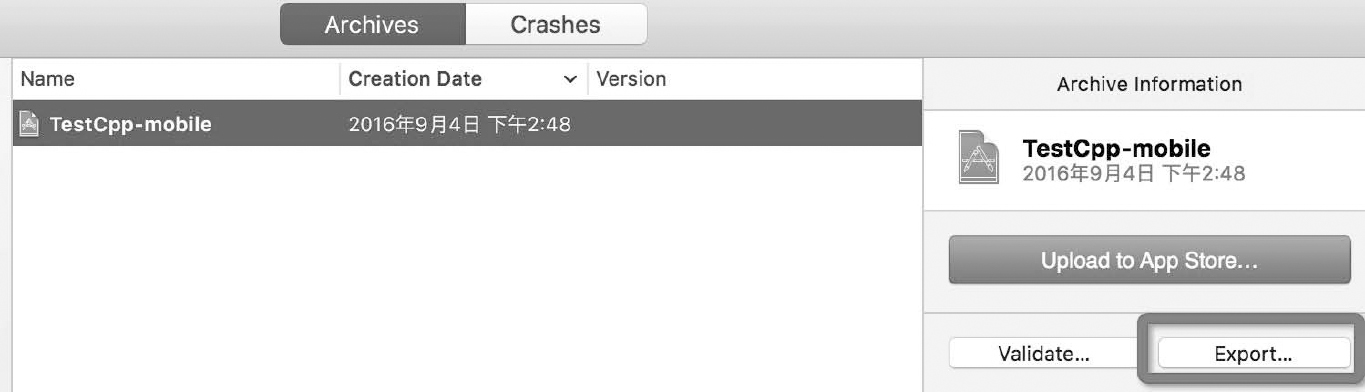 Archives Crashes
Name Creation Date Version
TestCpp-mobile 2016年9月4日 下午2:48
Archive Information
TestCpp-mobile
2016年9月4日 下午2:48
Upload to App Store...
Validate... Export...